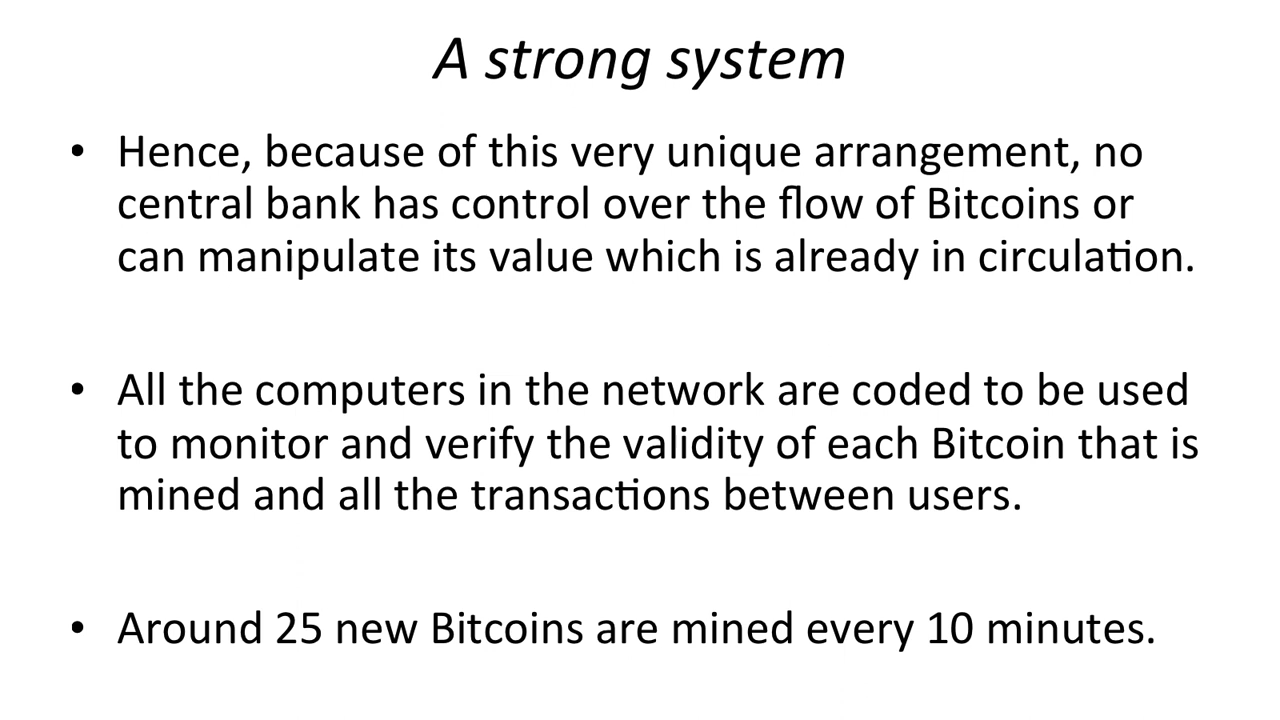 A strong system
• Hence, because of this very unique arrangement, no
central bank has control over the flow of Bitcoins or
can manipulate its value which is already in circulation.
• All the computers in the network are coded to be used
to monitor and verify the validity of each Bitcoin that is
mined and all the transactions between users.
• Around 25 new Bitcoins are mined every 10 minutes.